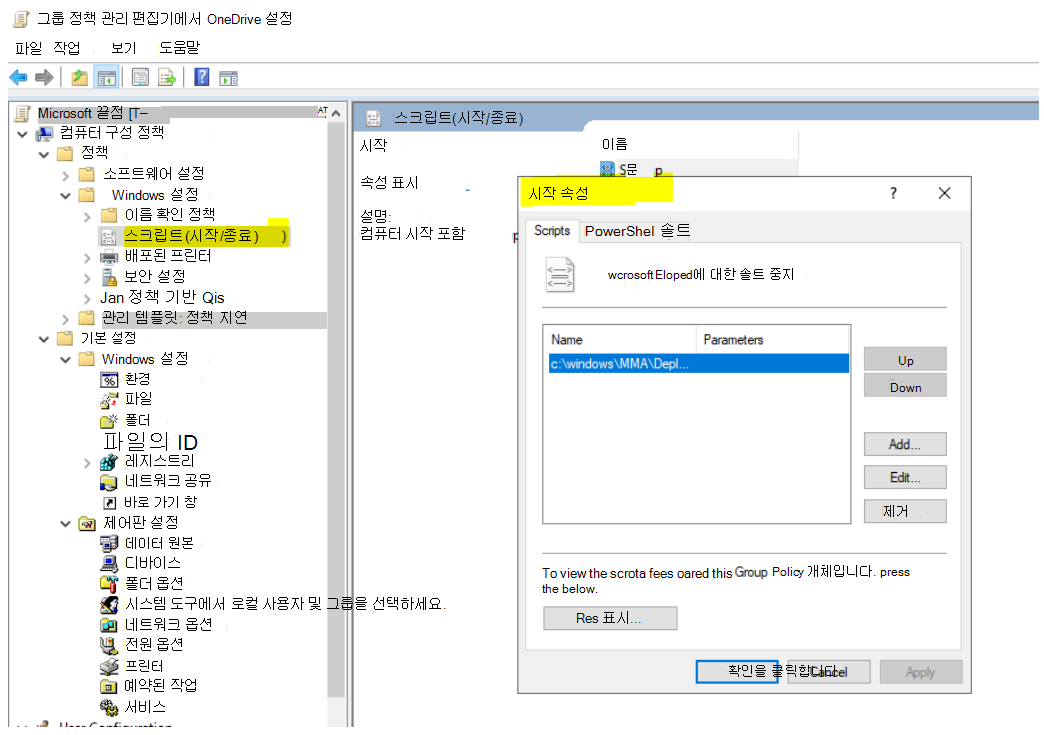 그룹 정책 관리 편집기에서 OneDrive 설정
파일 작업 보기 도움말
Microsoft 끝점 [T–
컴퓨터 구성 정책
정책
소프트웨어 설정
Windows 설정
이름 확인 정책
스크립트(시작/종료) )
배포된 프린터
보안 설정
Jan 정책 기반 Qis
관리 템플릿: 정책 지연
기본 설정
Windows 설정
환경
파일
폴더
파일의 ID
레지스트리
네트워크 공유
바로 가기 창
제어판 설정
데이터 원본
디바이스
폴더 옵션
시스템 도구에서 로컬 사용자 및 그룹을 선택하세요.
네트워크 옵션
전원 옵션
프린터
예약된 작업
서비스
User Configuration
스크립트(시작/종료)
시작
속성 표시
설명:
컴퓨터 시작 포함
이름
S문 p
시작 속성
Scripts PowerShel 솔트
wcrosoft Eloped에 대한 솔트 중지
Name Parameters
c:\windows\MMA\Depl...
Up
Down
Add...
Edit...
제거
To view the scrota fees oared this Group Policy 개체입니다. press
the below.
Res 표시...
확인을 클릭합니다. Cancel Apply